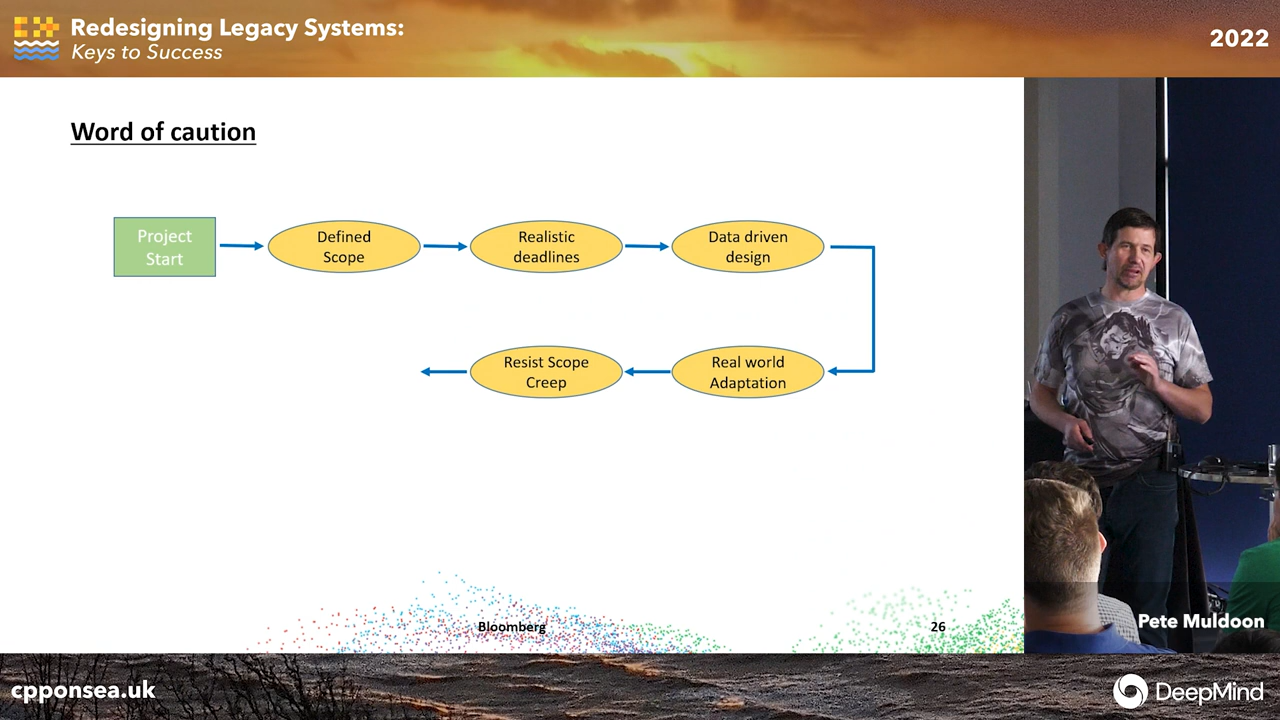 Redesigning Legacy Systems:
Keys to Success
2022
Word of caution
Project
Start
Defined
Scope
Realistic
deadlines
Data driven
design
Resist Scope
Creep
Real world
Adaptation
Bloomberg
26
Pete Muldoon
cpponsea.uk
DeepMind